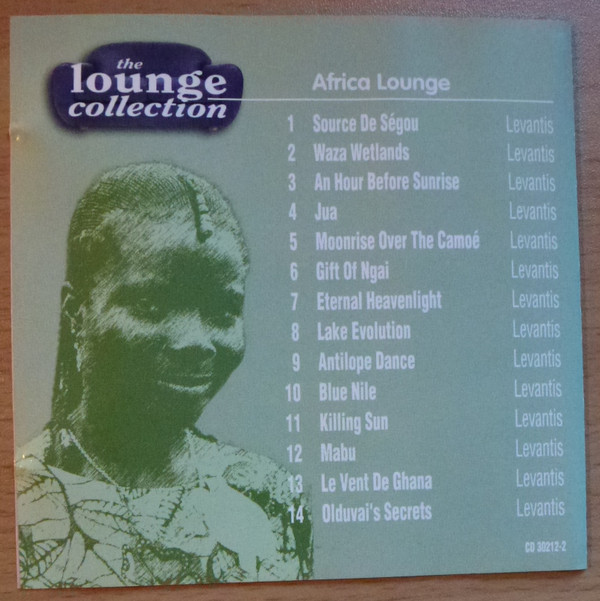 the
lounge
collection
Africa Lounge
1 Source De Ségou Levantis
2 Waza Wetlands Levantis
3 An Hour Before Sunrise Levantis
4 Jua Levantis
5 Moonrise Over The Camoé Levantis
6 Gift Of Ngai Levantis
7 Eternal Heavenlight Levantis
8 Lake Evolution Levantis
9 Antilope Dance Levantis
10 Blue Nile Levantis
11 Killing Sun Levantis
12 Mabu Levantis
13 Le Vent De Ghana Levantis
14 Olduvai's Secrets Levantis
CD 30212-2